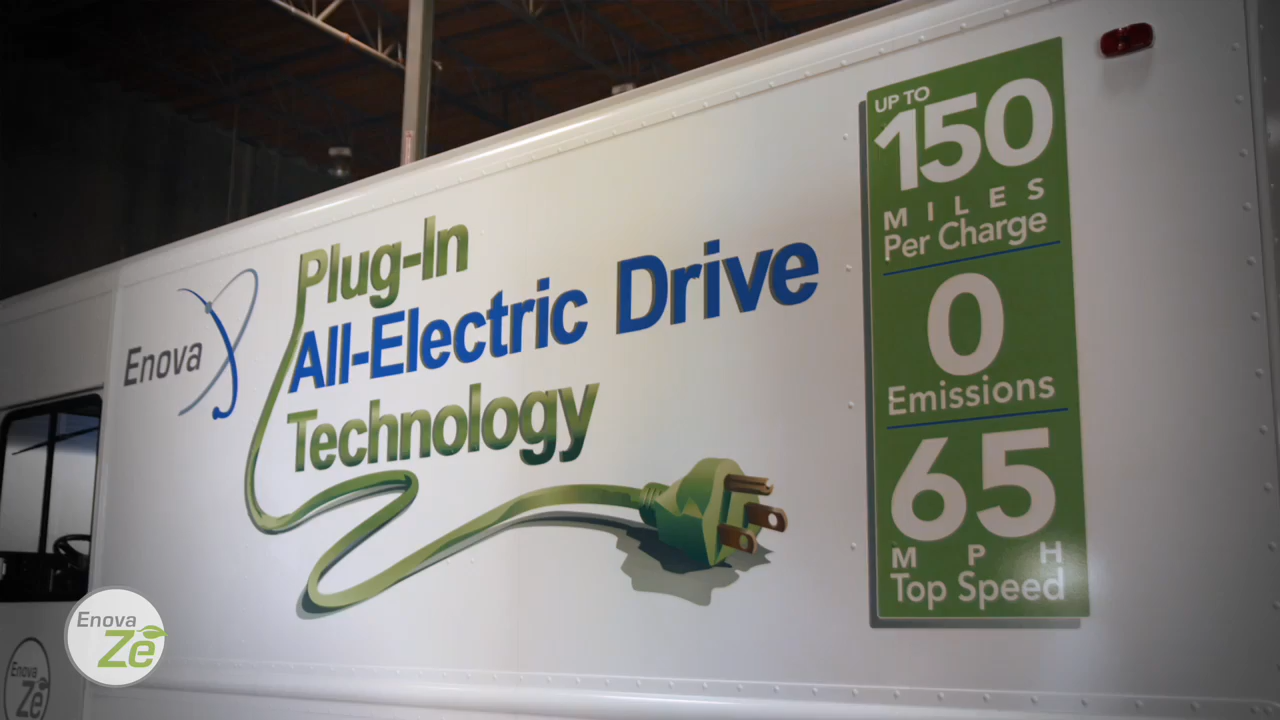 Enova
Plug-In
All-Electric Drive
Technology
UP TO
150
MILES
Per Charge
0
Emissions
65
MPH
Top Speed
Enova
Ze
Enova
Ze